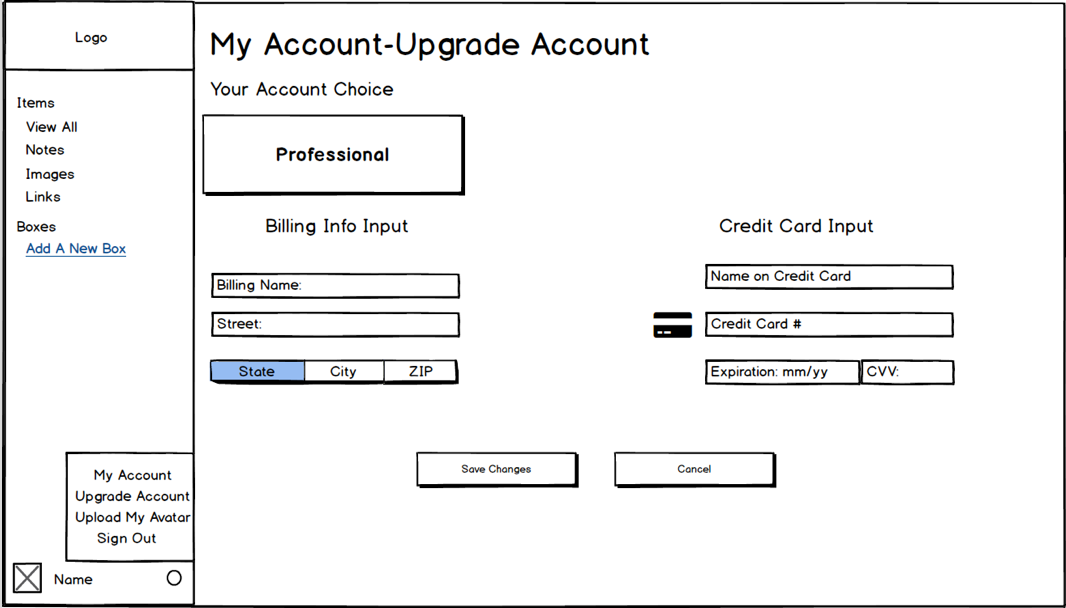 Logo
Items
View All
Notes
Images
Links
Boxes
Add A New Box
My Account
Upgrade Account
Upload My Avatar
Sign Out
Name
My Account-Upgrade Account
Your Account Choice
Professional
Billing Info Input
Billing Name:
Street:
State City ZIP
Credit Card Input
Name on Credit Card
Credit Card #
Expiration: mm/yy CVV:
Save Changes Cancel